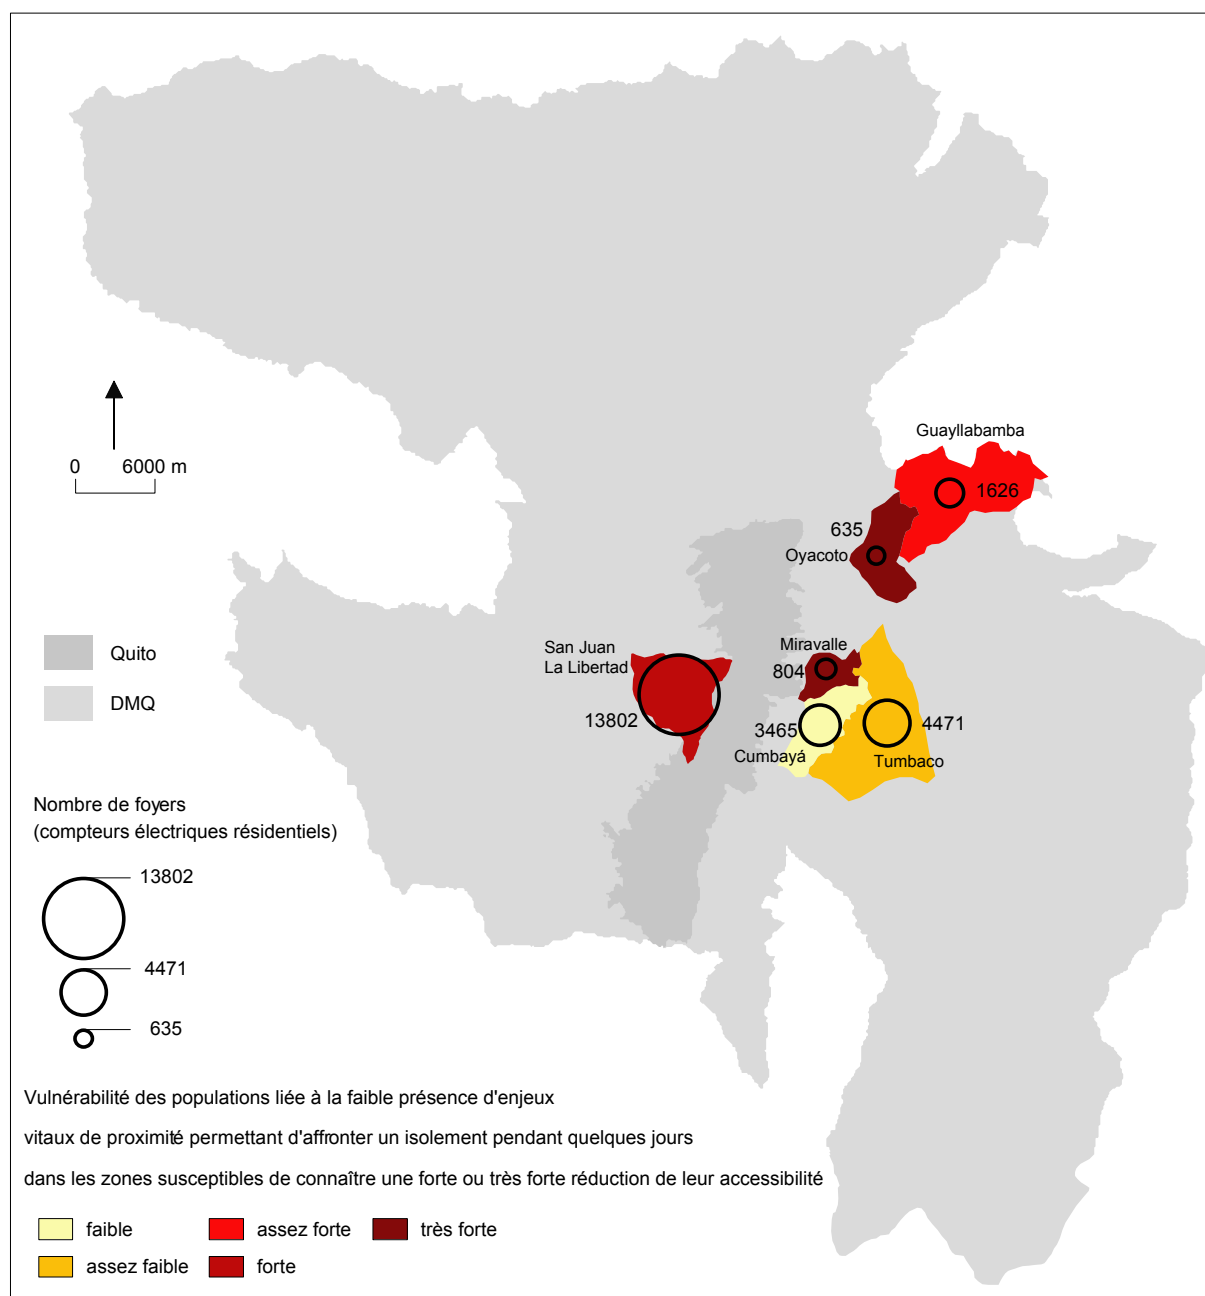 Guayllabamba
1626
635
Oyacoto
0 6000 m
San Juan
La Libertad
13802
Miravalle
804
3465
Cumbayá
4471
Tumbaco
Quito
DMQ
Nombre de foyers
(compteurs électriques résidentiels)
13802
4471
635
Vulnérabilité des populations liée à la faible présence d'enjeux
vitaux de proximité permettant d'affronter un isolement pendant quelques jours
dans les zones susceptibles de connaître une forte ou très forte réduction de leur accessibilité
faible
assez forte
très forte
assez faible
forte